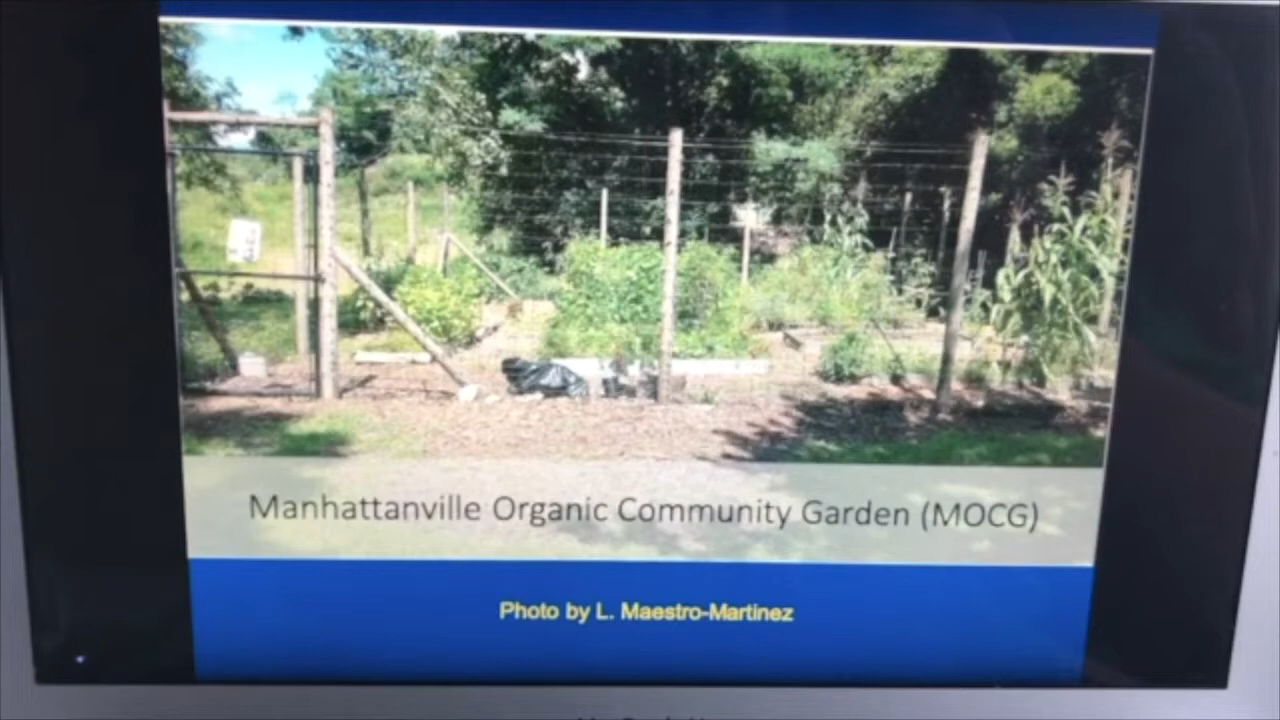 Manhattanville Organic Community Garden (MOCG)
Photo by L. Maestro-Martinez